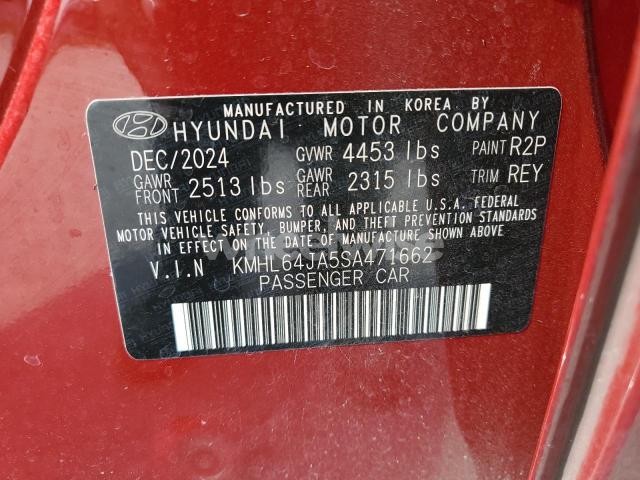 MANUFACTURED IN KOREA BY
HYUNDAI MOTOR COMPANY
DEC/2024 GVWR 4453 lbs PAINT R2P
GAWR FRONT 2513 lbs GAWR REAR 2315 lbs TRIM REY
THIS VEHICLE CONFORMS TO ALL APPLICABLE U.S.A. FEDERAL
MOTOR VEHICLE SAFETY, BUMPER, AND THEFT PREVENTION STANDARDS
IN EFFECT ON THE DATE OF MANUFACTURE SHOWN ABOVE
V.I.N KMHL64JA5SA471662
PASSENGER CAR